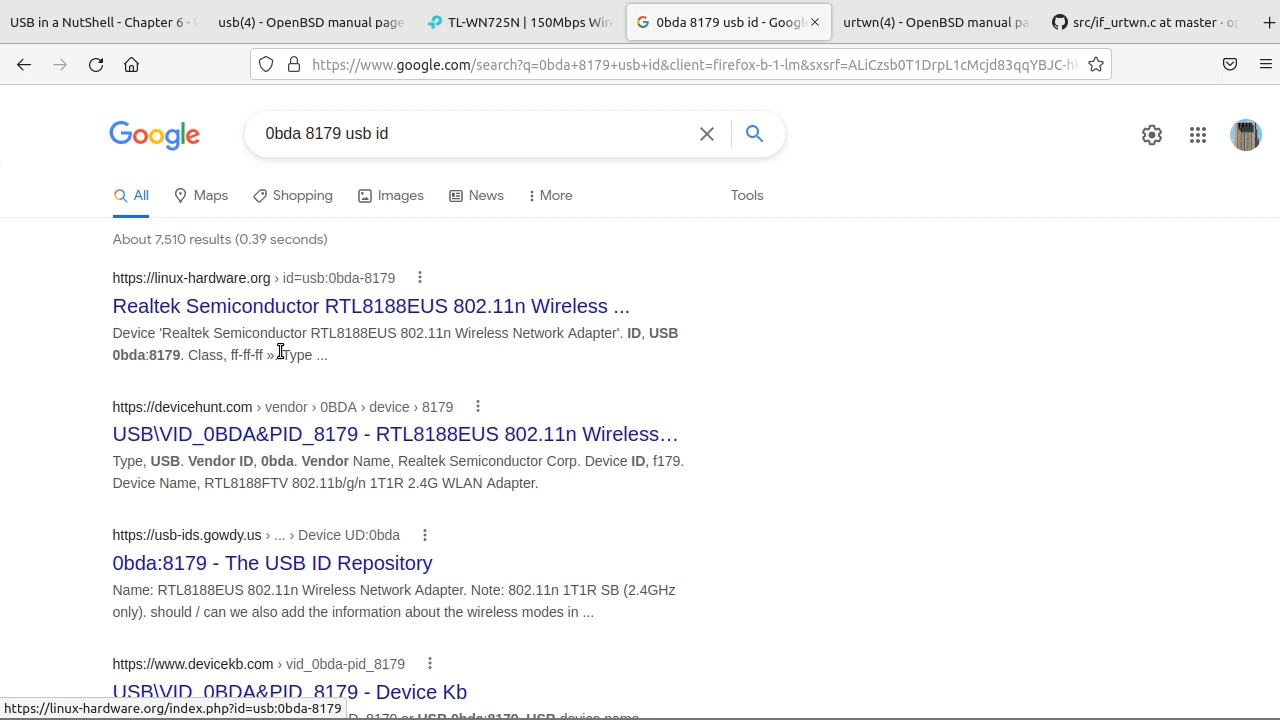 USB in a NutShell - Chapter 6 -
usb(4) - OpenBSD manual page
TL-WN725N | 150Mbps Wir
0bda 8179 usb id - Googl
urtwn(4) - OpenBSD manual pa
src/if_urtwn.c at master · op
https://www.google.com/search?q=0bda+8179+usb+id&client=firefox-b-1-lm&sxsrf=ALiCzsb0T1DrpL1cMcjd83qqYBJC-h
Google
0bda 8179 usb id
All
Maps
Shopping
Images
News
More
Tools
About 7,510 results (0.39 seconds)
https://linux-hardware.org › id=usb:0bda-8179
Realtek Semiconductor RTL8188EUS 802.11n Wireless ...
Device 'Realtek Semiconductor RTL8188EUS 802.11n Wireless Network Adapter'. ID, USB
0bda:8179. Class, ff-ff-ff ». Type ...
https://devicehunt.com › vendor › 0BDA › device › 8179
USB\VID_0BDA&PID_8179 - RTL8188EUS 802.11n Wireless…
Type, USB. Vendor ID, 0bda. Vendor Name, Realtek Semiconductor Corp. Device ID, f179.
Device Name, RTL8188FTV 802.11b/g/n 1T1R 2.4G WLAN Adapter.
https://usb-ids.gowdy.us › ... › Device UD:0bda
0bda:8179 - The USB ID Repository
Name: RTL8188EUS 802.11n Wireless Network Adapter. Note: 802.11n 1T1R SB (2.4GHz
only). should / can we also add the information about the wireless modes in ...
https://www.devicekb.com › vid_0bda-pid_8179
USB\VID_0BDA&PID_8179 - Device Kb
https://linux-hardware.org/index.php?id=usb:0bda-8179